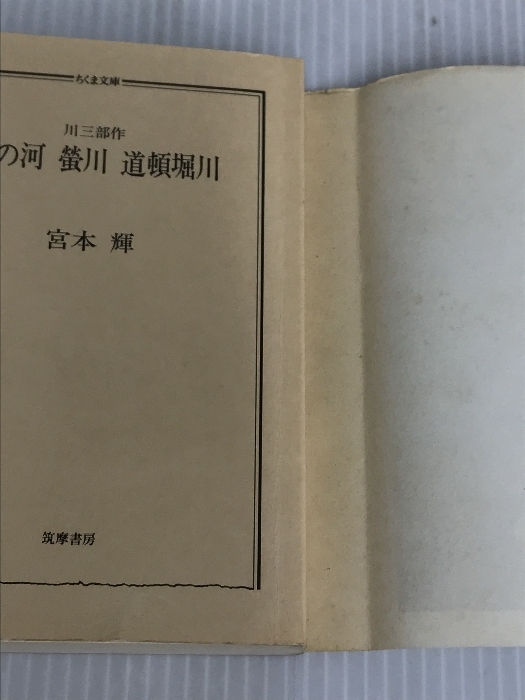 ちくま文庫
川三部作
の河 螢川 道頓堀川
宮本 輝
筑摩書房